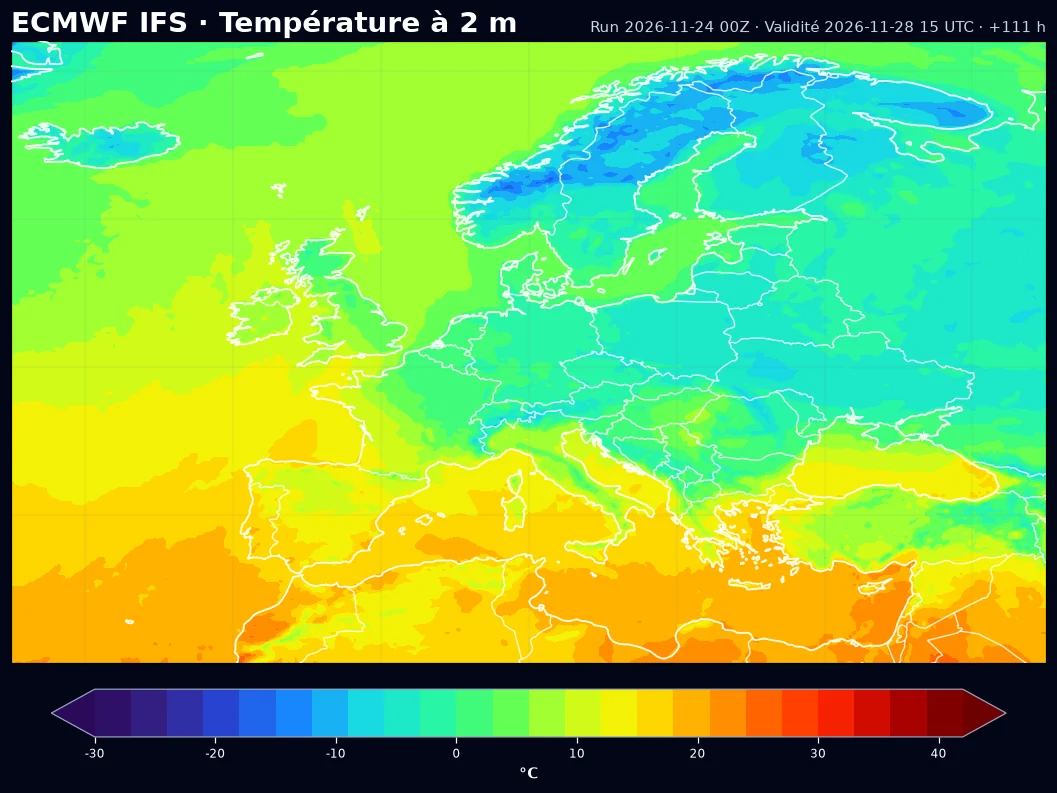 ECMWF IFS · Température à 2 m
Run 2026-11-24 00Z · Validité 2026-11-28 15 UTC · +111 h
-30 -20 -10 0 10 20 30 40
°C